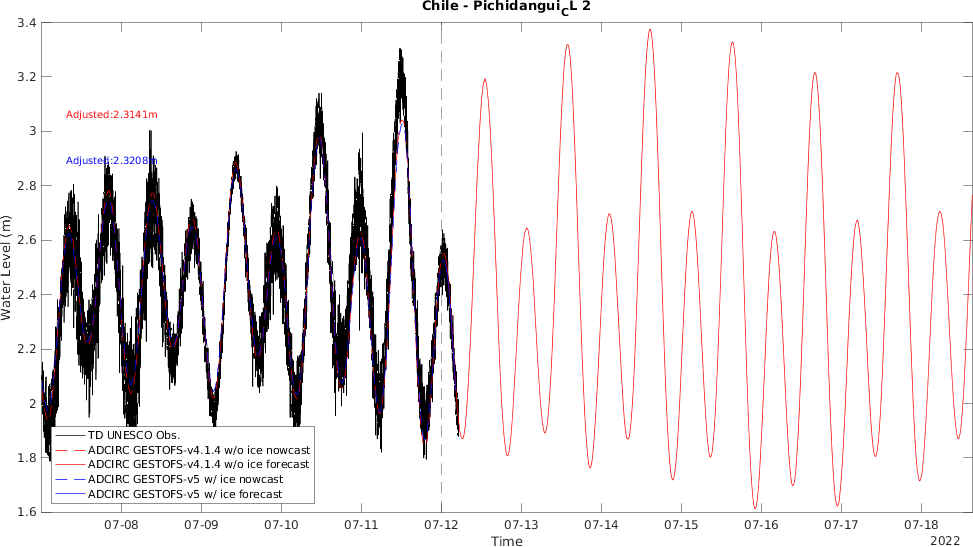 Chile - Pichidangui_CL 2
3.4
3.2
3
2.8
2.6
2.4
2.2
2
1.8
1.6
Water Level (m)
Adjusted:2.3141m
Adjusted:2.3208m
TD UNESCO Obs.
ADCIRC GESTOFS-v4.1.4 w/o ice nowcast
ADCIRC GESTOFS-v4.1.4 w/o ice forecast
ADCIRC GESTOFS-v5 w/ ice nowcast
ADCIRC GESTOFS-v5 w/ ice forecast
07-08 07-09 07-10 07-11 07-12 07-13 07-14 07-15 07-16 07-17 07-18
Time
2022